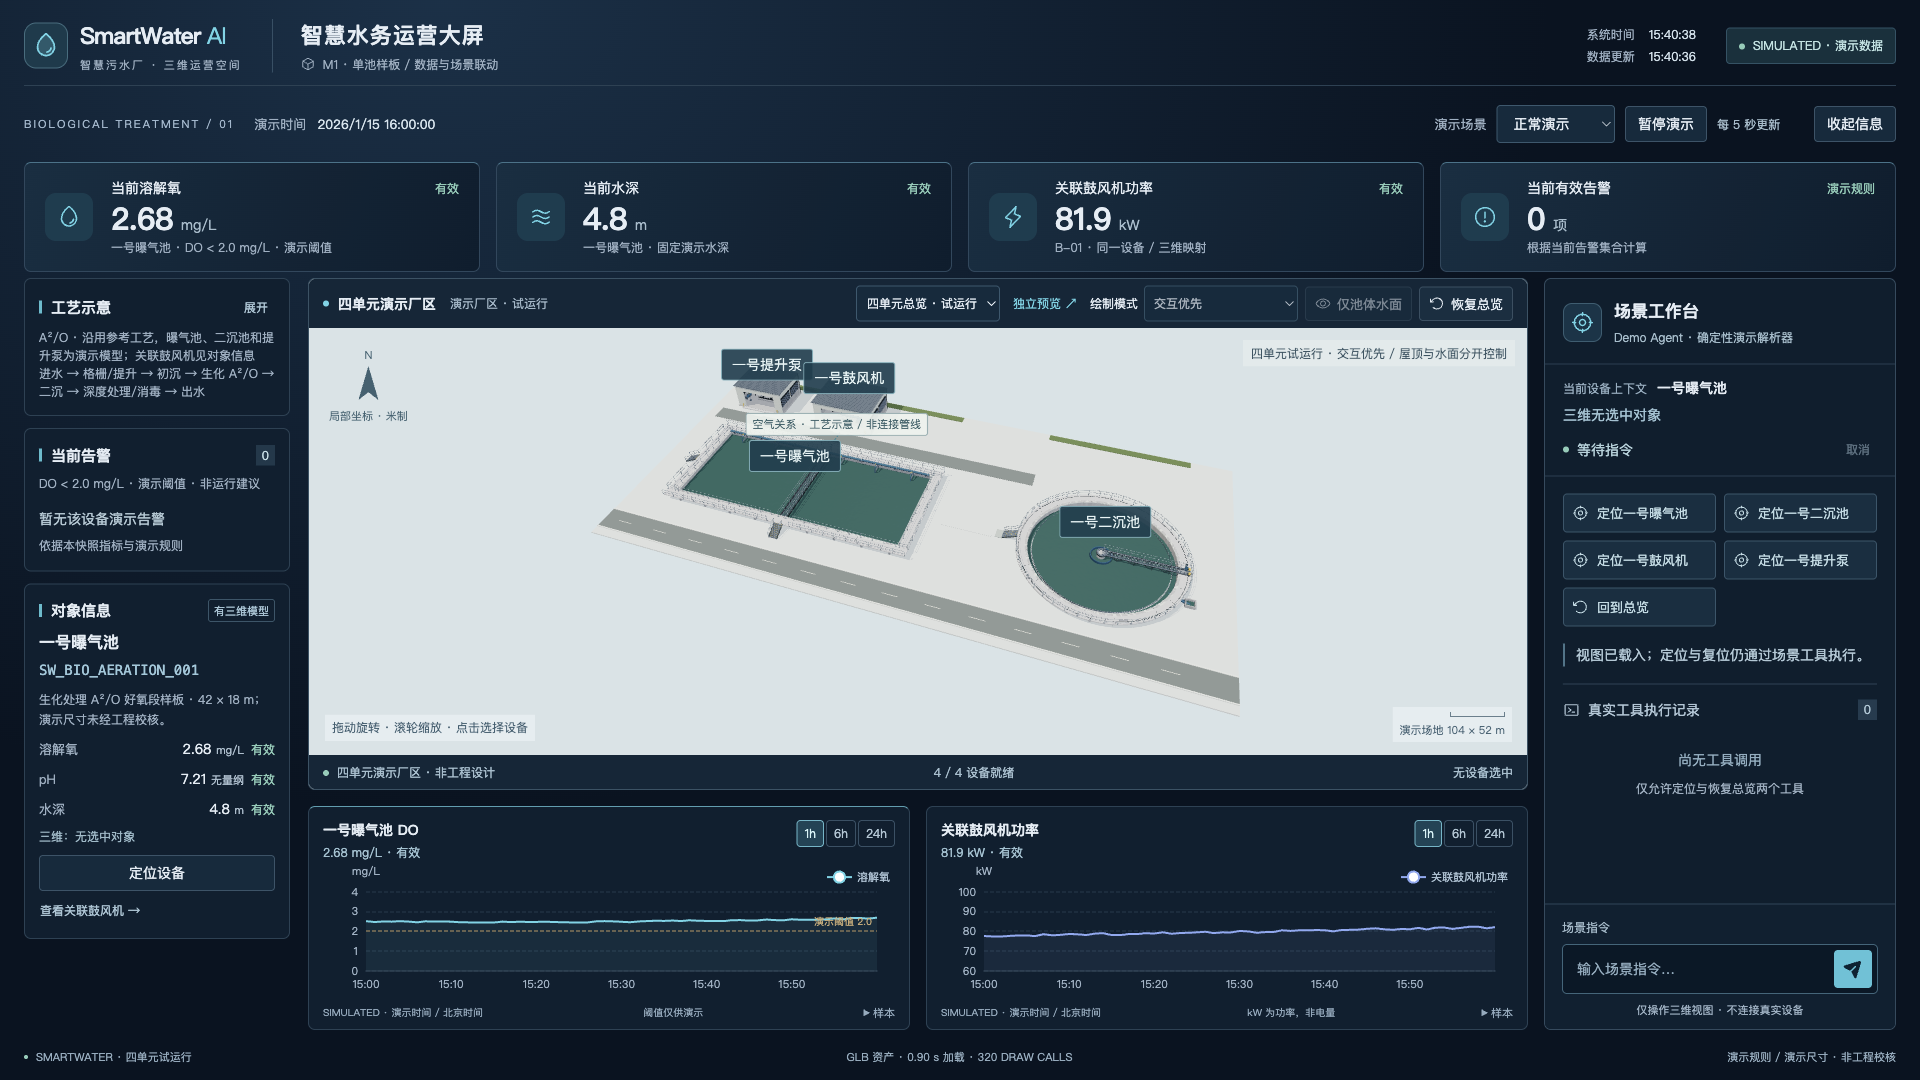 SmartWater AI
智慧污水厂 · 三维运营空间
智慧水务运营大屏
M1 · 单池样板 / 数据与场景联动
系统时间 15:40:38
数据更新 15:40:36
SIMULATED · 演示数据
BIOLOGICAL TREATMENT / 01
演示时间 2026/1/15 16:00:00
演示场景
正常演示
暂停演示
每 5 秒更新
收起信息
当前溶解氧
有效
2.68 mg/L
一号曝气池 · DO < 2.0 mg/L · 演示阈值
当前水深
有效
4.8 m
一号曝气池 · 固定演示水深
关联鼓风机功率
有效
81.9 kW
B-01 · 同一设备 / 三维映射
当前有效告警
演示规则
0 项
根据当前告警集合计算
工艺示意
展开
A²/O · 沿用参考工艺，曝气池、二沉池和提
升泵为演示模型；关联鼓风机见对象信息
进水 → 格栅/提升 → 初沉 → 生化 A²/O →
二沉 → 深度处理/消毒 → 出水
当前告警
0
DO < 2.0 mg/L · 演示阈值 · 非运行建议
暂无该设备演示告警
依据本快照指标与演示规则
对象信息
有三维模型
一号曝气池
SW_BIO_AERATION_001
生化处理 A²/O 好氧段样板 · 42 × 18 m；
演示尺寸未经工程校核。
溶解氧 2.68 mg/L 有效
pH 7.21 无量纲 有效
水深 4.8 m 有效
三维：无选中对象
定位设备
查看关联鼓风机 →
四单元演示厂区
演示厂区 · 试运行
四单元总览 · 试运行
独立预览 ↗
绘制模式
交互优先
仅池体水面
恢复总览
N
局部坐标 · 米制
四单元试运行 · 交互优先 / 屋顶与水面分开控制
一号提升泵
一号鼓风机
空气关系 · 工艺示意 / 非连接管线
一号曝气池
一号二沉池
拖动旋转 · 滚轮缩放 · 点击选择设备
演示场地 104 × 52 m
四单元演示厂区 · 非工程设计
4 / 4 设备就绪
无设备选中
一号曝气池 DO
1h
6h
24h
2.68 mg/L · 有效
mg/L
溶解氧
4
3
2
1
0
演示阈值 2.0
15:00
15:10
15:20
15:30
15:40
15:50
SIMULATED · 演示时间 / 北京时间
阈值仅供演示
▶ 样本
关联鼓风机功率
1h
6h
24h
81.9 kW · 有效
kW
关联鼓风机功率
100
90
80
70
60
15:00
15:10
15:20
15:30
15:40
15:50
SIMULATED · 演示时间 / 北京时间
kW 为功率，非电量
▶ 样本
场景工作台
Demo Agent · 确定性演示解析器
当前设备上下文 一号曝气池
三维无选中对象
等待指令
取消
定位一号曝气池
定位一号二沉池
定位一号鼓风机
定位一号提升泵
回到总览
视图已载入；定位与复位仍通过场景工具执行。
真实工具执行记录
0
尚无工具调用
仅允许定位与恢复总览两个工具
场景指令
输入场景指令...
仅操作三维视图 · 不连接真实设备
SMARTWATER · 四单元试运行
GLB 资产 · 0.90 s 加载 · 320 DRAW CALLS
演示规则 / 演示尺寸 · 非工程校核